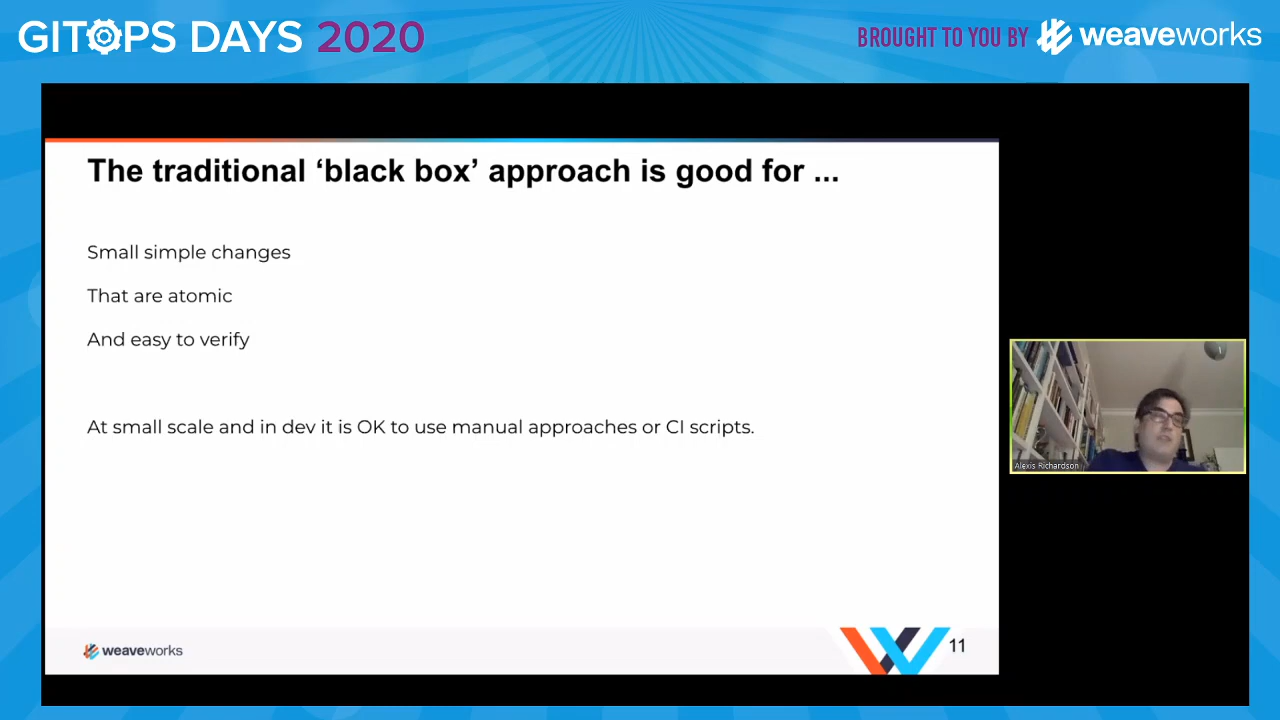 GITOPS DAYS 2020
BROUGHT TO YOU BY weaveworks
The traditional ‘black box’ approach is good for ...
Small simple changes
That are atomic
And easy to verify
At small scale and in dev it is OK to use manual approaches or CI scripts.
Alexis Richardson
weaveworks
11